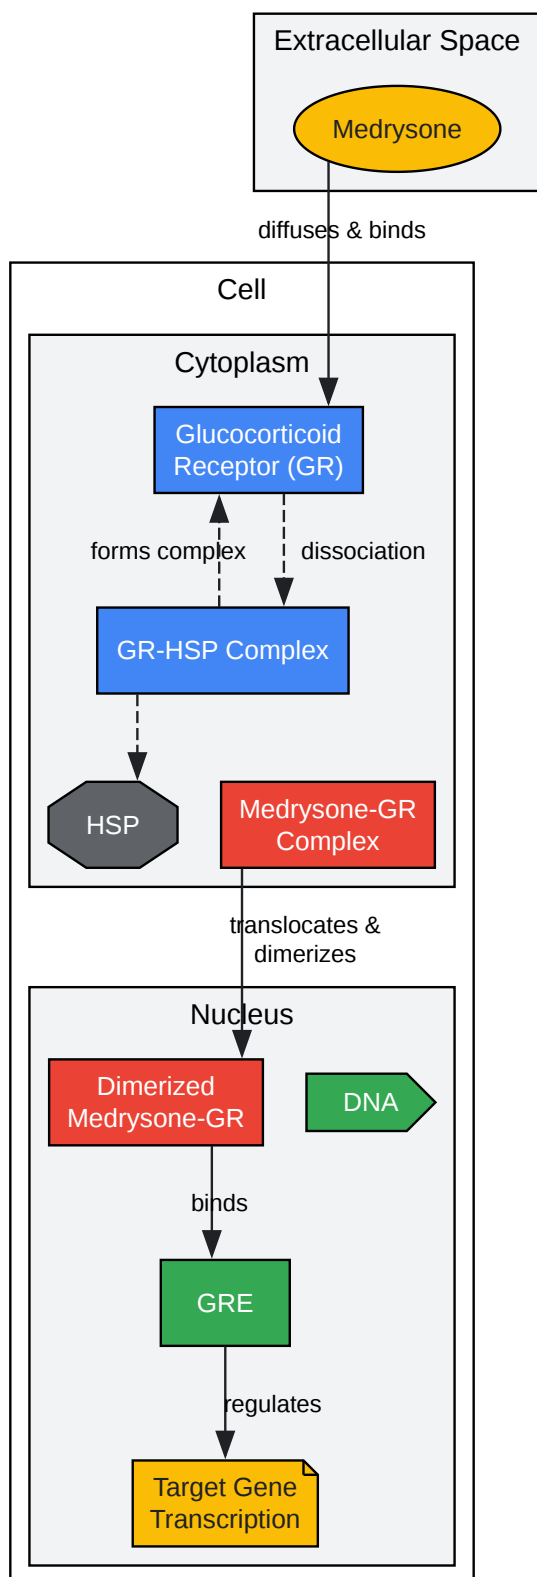 Extracellular Space
Medrysone
diffuses & binds
Cell
Cytoplasm
Glucocorticoid
Receptor (GR)
forms complex
dissociation
GR-HSP Complex
HSP
Medrysone-GR
Complex
translocates &
dimerizes
Nucleus
Dimerized
Medrysone-GR
DNA
binds
GRE
regulates
Target Gene
Transcription